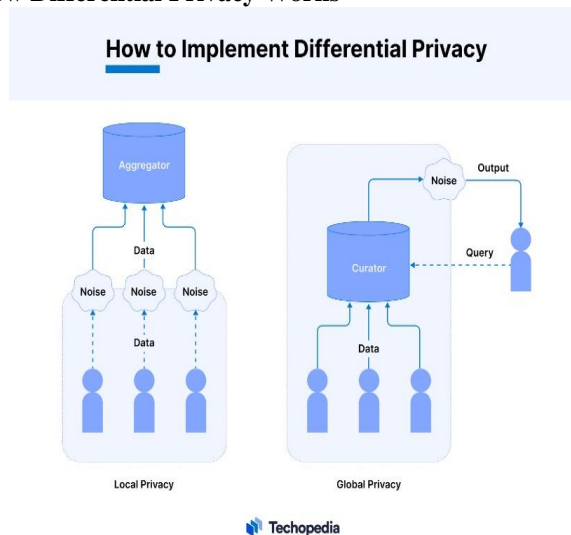 How to Implement Differential Privacy
Aggregator
Data
Noise Noise Noise
Data
Local Privacy
Noise
Output
Query
Curator
Data
Global Privacy
Techopedia